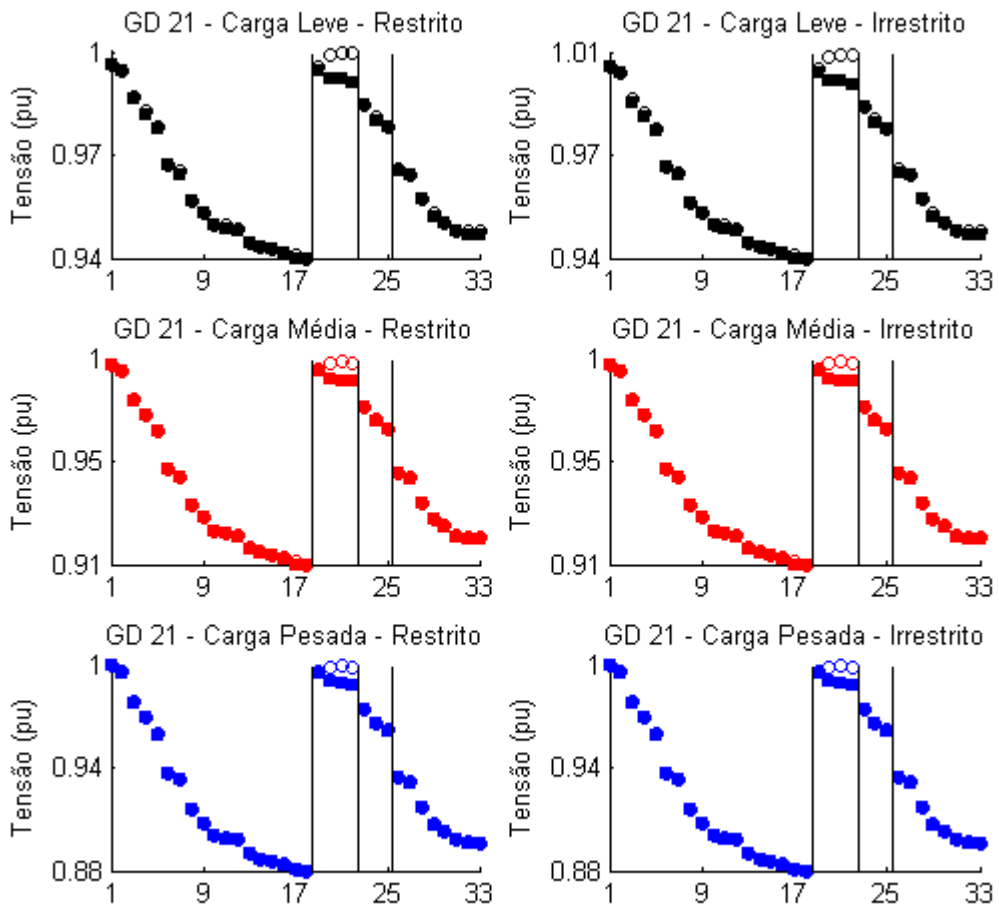 GD 21 - Carga Leve - Restrito
GD 21 - Carga Leve - Irrestrito
Tensão (pu)
1
0.97
0.94
1 9 17 25 33
Tensão (pu)
1.01
0.97
0.94
1 9 17 25 33
GD 21 - Carga Média - Restrito
GD 21 - Carga Média - Irrestrito
Tensão (pu)
1
0.95
0.91
1 9 17 25 33
Tensão (pu)
1
0.95
0.91
1 9 17 25 33
GD 21 - Carga Pesada - Restrito
GD 21 - Carga Pesada - Irrestrito
Tensão (pu)
1
0.94
0.88
1 9 17 25 33
Tensão (pu)
1
0.94
0.88
1 9 17 25 33